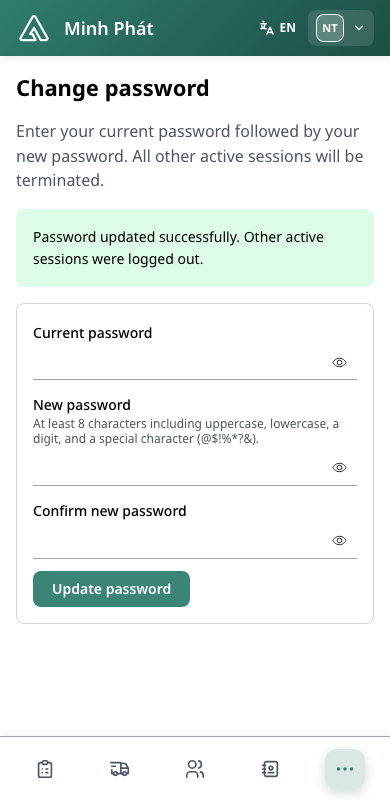 Minh Phát
EN
NT
Change password
Enter your current password followed by your
new password. All other active sessions will be
terminated.
Password updated successfully. Other active
sessions were logged out.
Current password
New password
At least 8 characters including uppercase, lowercase, a
digit, and a special character (@$!%*?&).
Confirm new password
Update password